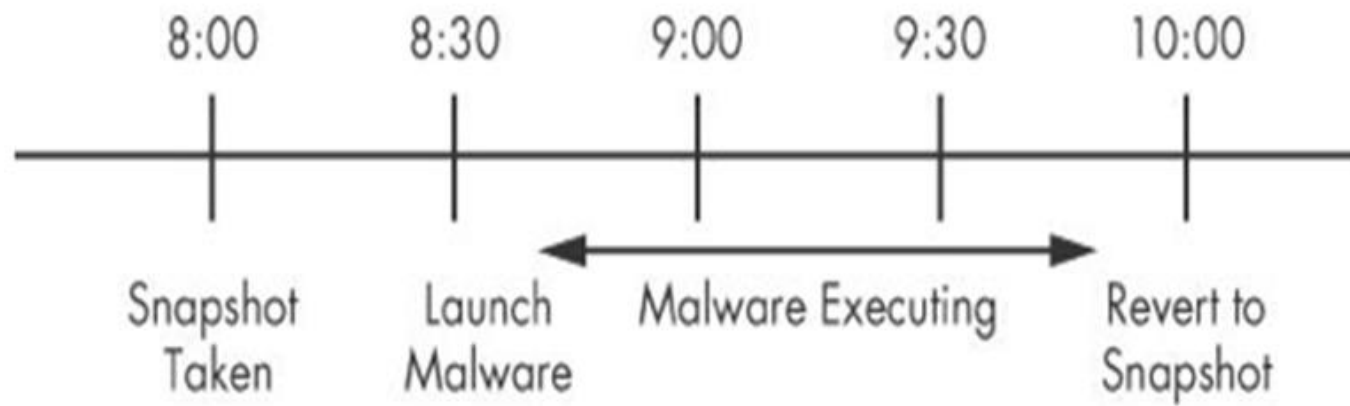 8:00 8:30 9:00 9:30 10:00
Snapshot Launch Malware Executing Revert to
Taken Malware Snapshot